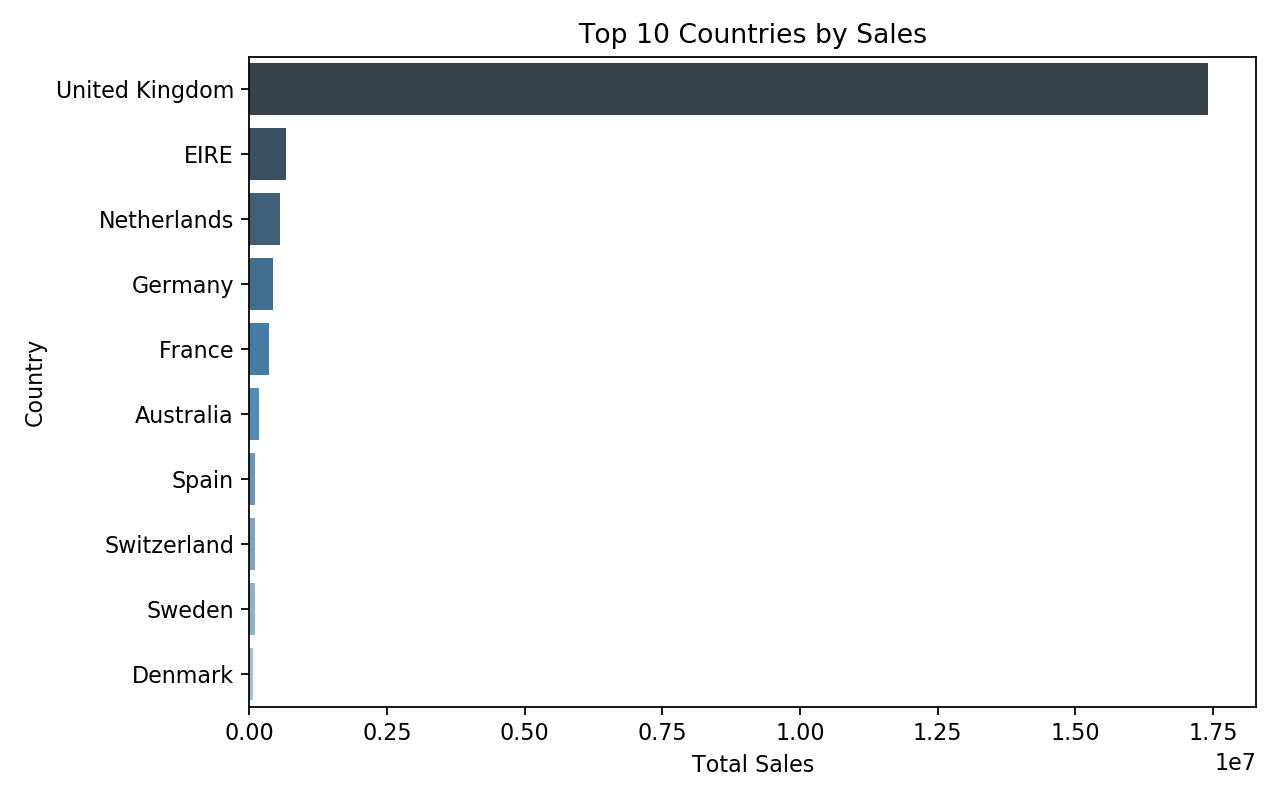 Top 10 Countries by Sales
United Kingdom
EIRE
Netherlands
Germany
France
Australia
Spain
Switzerland
Sweden
Denmark
Country
0.00 0.25 0.50 0.75 1.00 1.25 1.50 1.75
1e7
Total Sales